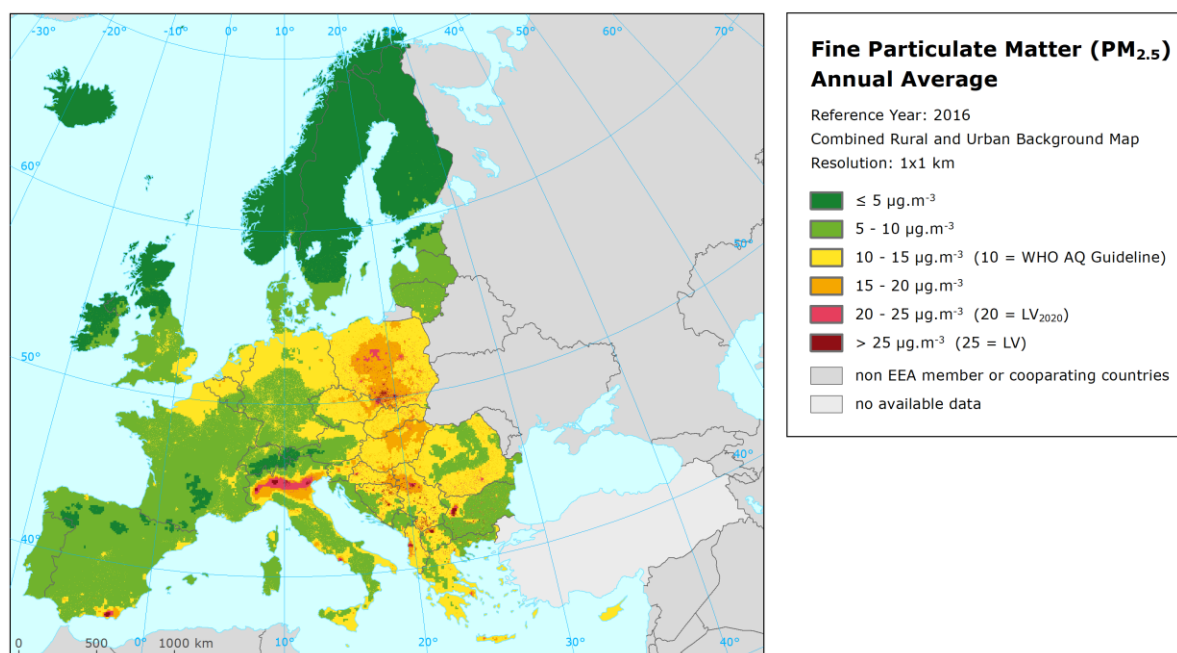 -30° -20° -10° 0° 10° 20° 30° 40° 50° 60° 70°
60°
50°
50°
40°
40°
0 500 0° 1000 km 10° 20° 30° 40°
Fine Particulate Matter (PM2.5)
Annual Average
Reference Year: 2016
Combined Rural and Urban Background Map
Resolution: 1x1 km
≤ 5 µg.m-3
5 - 10 µg.m-3
10 - 15 µg.m-3 (10 = WHO AQ Guideline)
15 - 20 µg.m-3
20 - 25 µg.m-3 (20 = LV2020)
> 25 µg.m-3 (25 = LV)
non EEA member or cooparating countries
no available data